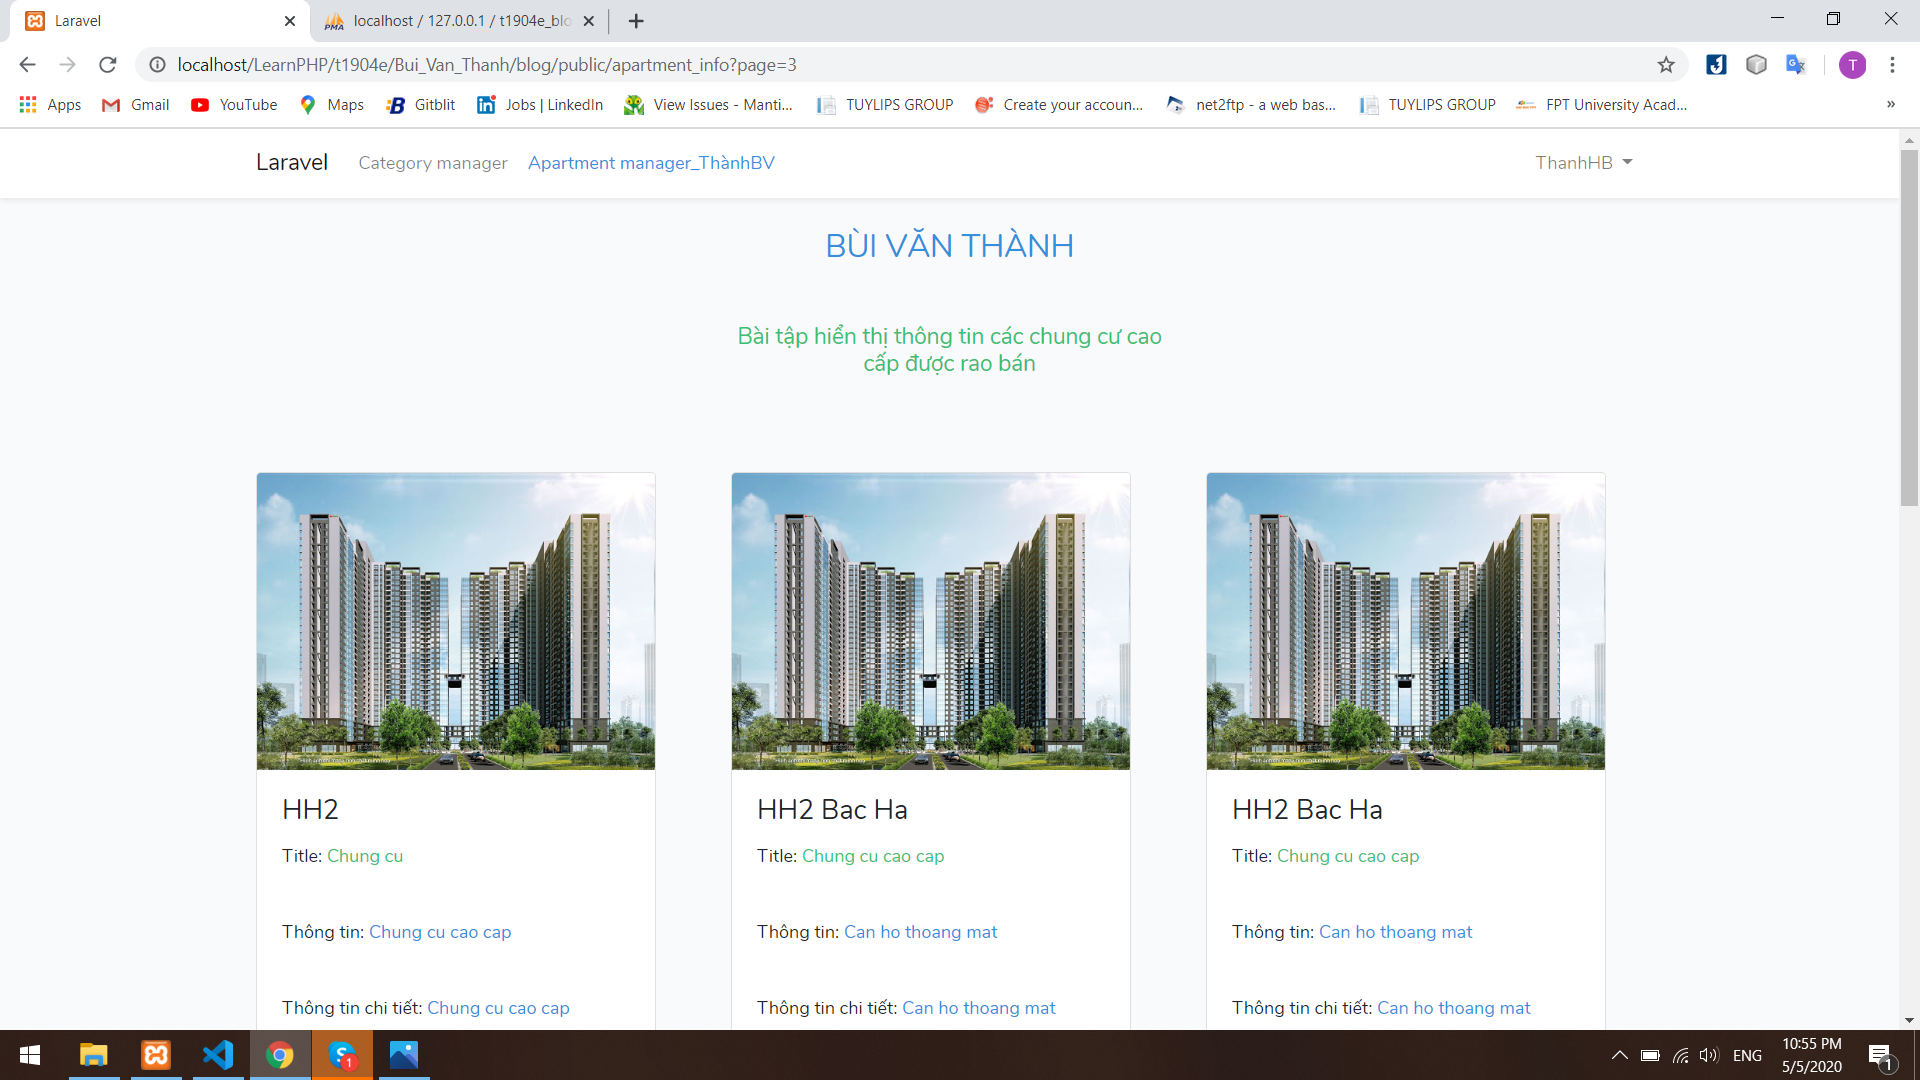 Laravel
localhost / 127.0.0.1 / t1904e_blo
localhost/LearnPHP/t1904e/Bui_Van_Thanh/blog/public/apartment_info?page=3
T
Apps Gmail YouTube Maps Gitblit Jobs | LinkedIn View Issues - Manti... TUYLIPS GROUP Create your accoun... net2ftp - a web bas... TUYLIPS GROUP FPT University Acad... »
Laravel Category manager Apartment manager_ThànhBV ThanhHB
BÙI VĂN THÀNH
Bài tập hiển thị thông tin các chung cư cao
cấp được rao bán
HH2
Title: Chung cu
Thông tin: Chung cu cao cap
Thông tin chi tiết: Chung cu cao cap
HH2 Bac Ha
Title: Chung cu cao cap
Thông tin: Can ho thoang mat
Thông tin chi tiết: Can ho thoang mat
HH2 Bac Ha
Title: Chung cu cao cap
Thông tin: Can ho thoang mat
Thông tin chi tiết: Can ho thoang mat
1
ENG
10:55 PM
5/5/2020
1